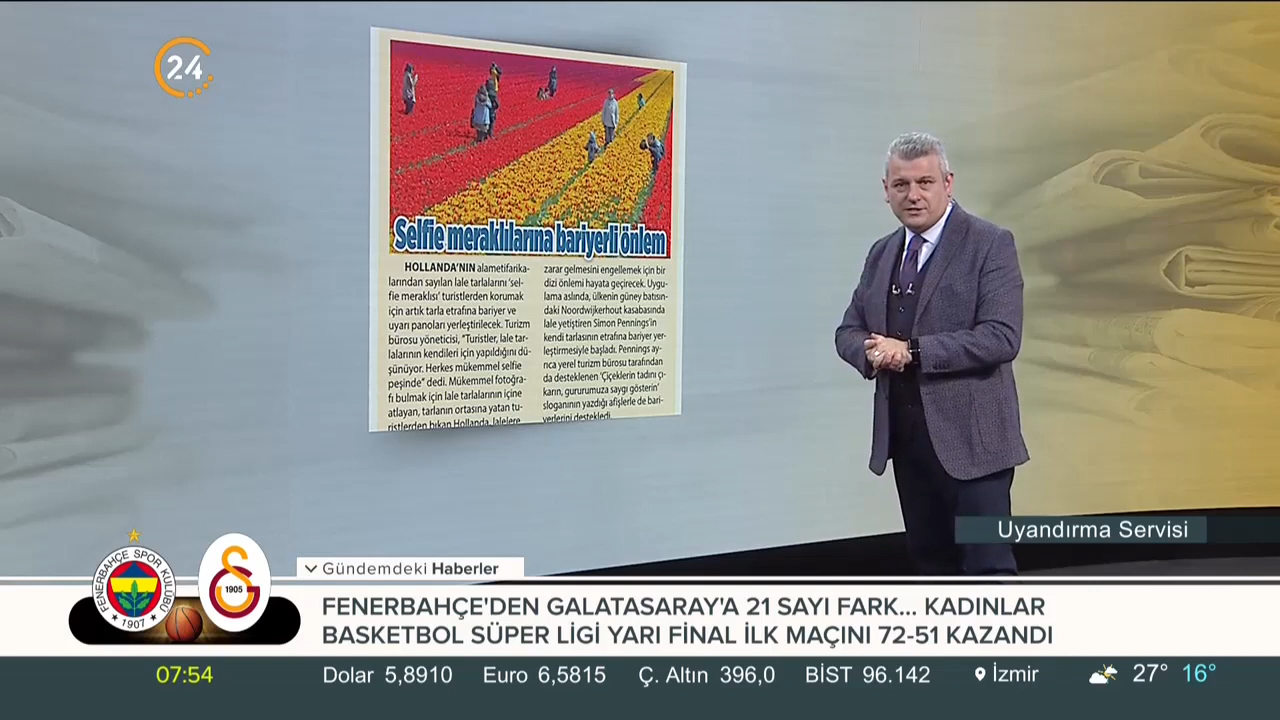 24
Selfie meraklılarına bariyerli önlem
HOLLANDA'NIN alametifarika-
larından sayılan lale tarlalarını 'sel-
fie meraklısı' turistlerden korumak
için artık tarla etrafına bariyer ve
uyarı panoları yerleştirilecek. Turizm
bürosu yöneticisi, "Turistler, lale tar-
lalarının kendileri için yapıldığını dü-
şünüyor. Herkes mükemmel selfie
peşinde" dedi. Mükemmel fotoğra-
fı bulmak için lale tarlalarının içine
atlayan, tarlanın ortasına yatan tu-
ristlerden bıkan Hollanda, lalelere
zarar gelmesini engellemek için bir
dizi önlemi hayata geçirecek. Uygu-
lama aslında, ülkenin güney batısın-
daki Noordwijkerhout kasabasında
lale yetiştiren Simon Pennings'in
kendi tarlasının etrafına bariyer yer-
leştirmesiyle başladı. Pennings ay-
rıca yerel turizm bürosu tarafından
da desteklenen 'Çiçeklerin tadını çı-
karın, gururumuza saygı gösterin'
sloganının yazdığı afişlerle de bari-
yerlerini destekledi
Uyandırma Servisi
FENERBAHÇE SPOR KULÜBÜ
1907
1905
Gündemdeki Haberler
FENERBAHÇE'DEN GALATASARAY'A 21 SAYI FARK... KADINLAR
BASKETBOL SÜPER LİGİ YARI FİNAL İLK MAÇINI 72-51 KAZANDI
07:54 Dolar 5,8910 Euro 6,5815 Ç. Altın 396,0 BİST 96.142 İzmir 27° 16°